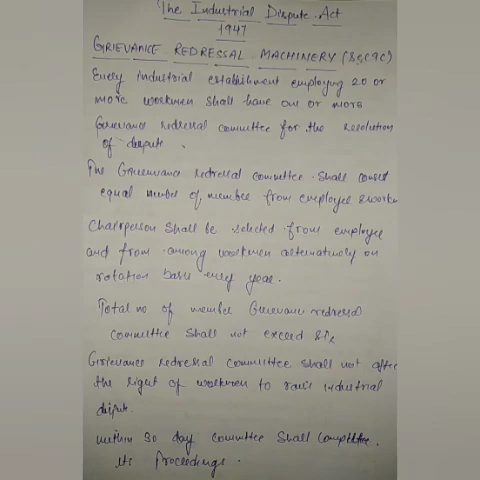 The Industrial Dispute Act
1947
GRIEVANCE REDRESSAL MACHINERY (
Every industrial establishment employing 20 or
more workmen shall have one or more
Grievance redressal committee for the resolution
of dispute.
The Grievance redressal committee shall consist
equal number of member from employee & worker
Chairperson shall be selected from employee
and from among workmen alternatively on
rotation basis every year.
Total no of member Grievance redressal
committee shall not exceed six
Grievance redressal committee shall not affect
the right of workmen to raise industrial
dispute.
within 30 day committee shall complete
its Proceedings.